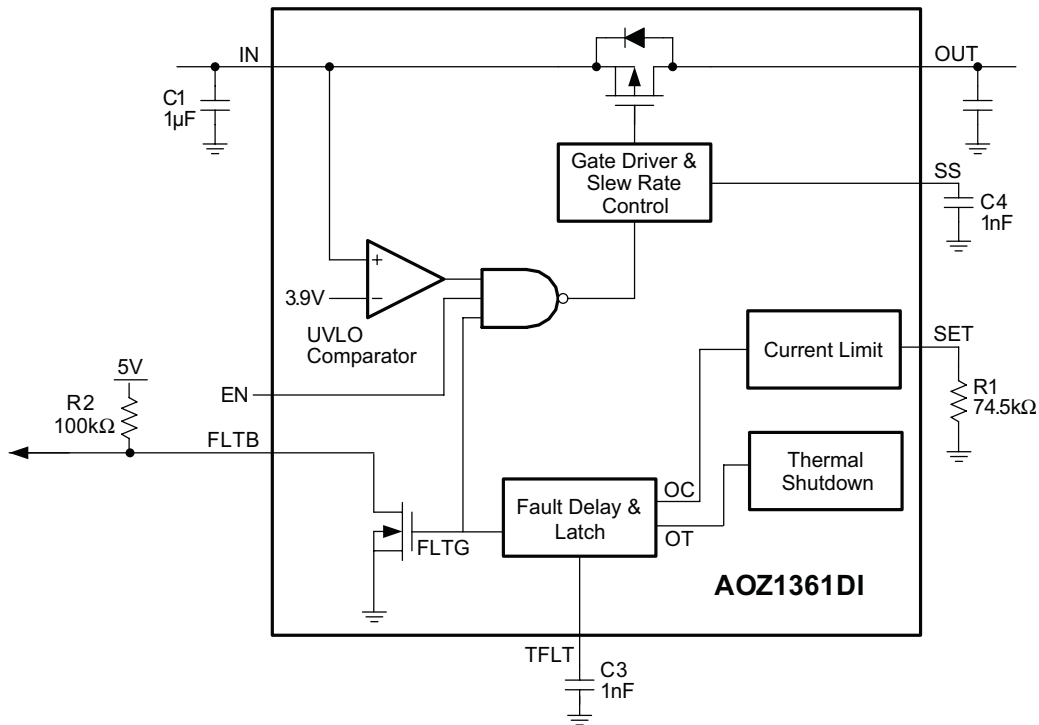 IN
OUT
C1
1µF
Gate Driver &
Slew Rate
Control
SS
C4
1nF
+
3.9V
−
UVLO
Comparator
EN
5V
R2
100kΩ
FLTB
FLTG
Current Limit
SET
R1
74.5kΩ
Thermal
Shutdown
Fault Delay &
Latch
OC
OT
AOZ1361DI
TFLT
C3
1nF